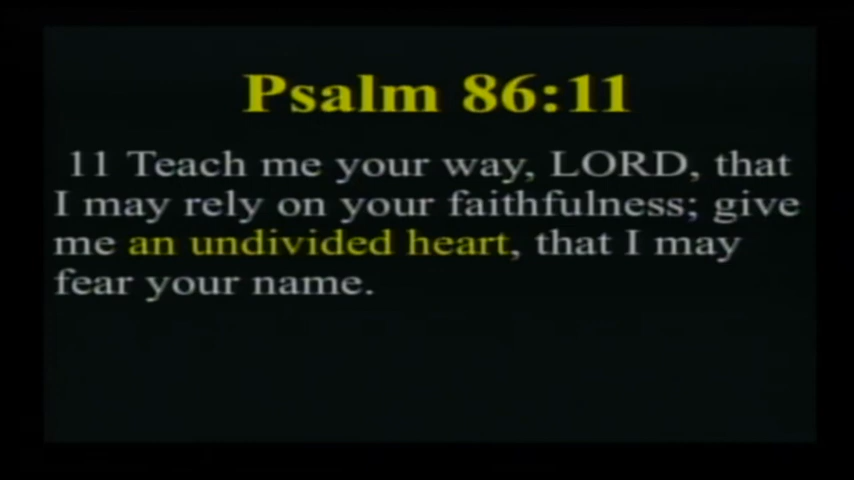 Psalm 86:11
11 Teach me your way, LORD, that
I may rely on your faithfulness; give
me an undivided heart, that I may
fear your name.